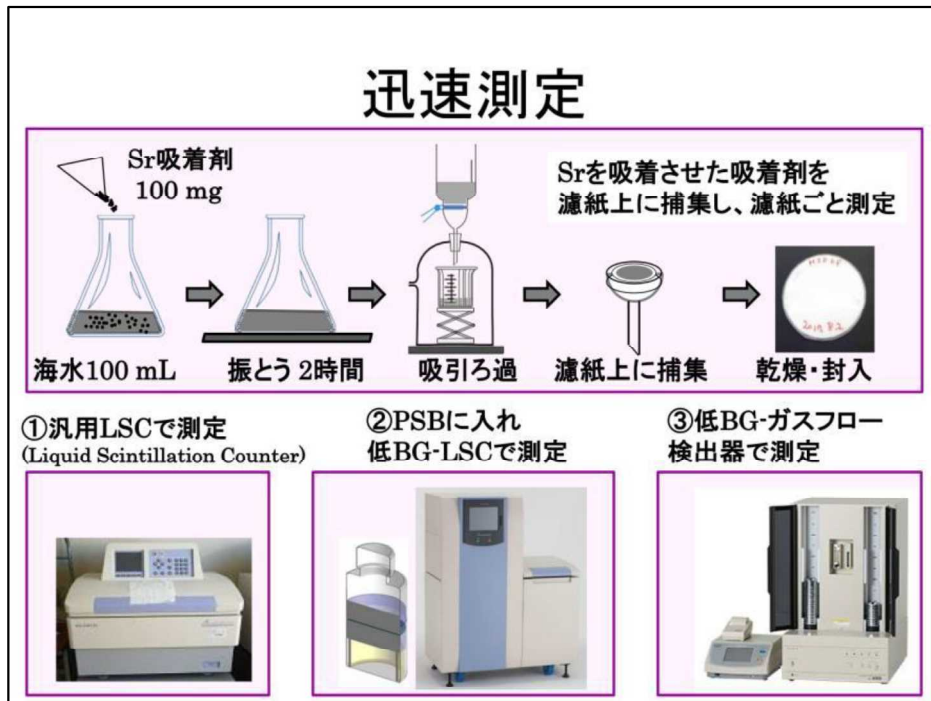 迅速測定
Sr吸着剤
100 mg
Srを吸着させた吸着剤を
濾紙上に捕集し、濾紙ごと測定
海水100 mL
振とう 2時間
吸引ろ過
濾紙上に捕集
乾燥・封入
①汎用LSCで測定
(Liquid Scintillation Counter)
②PSBに入れ
低BG-LSCで測定
③低BG-ガスフロー
検出器で測定